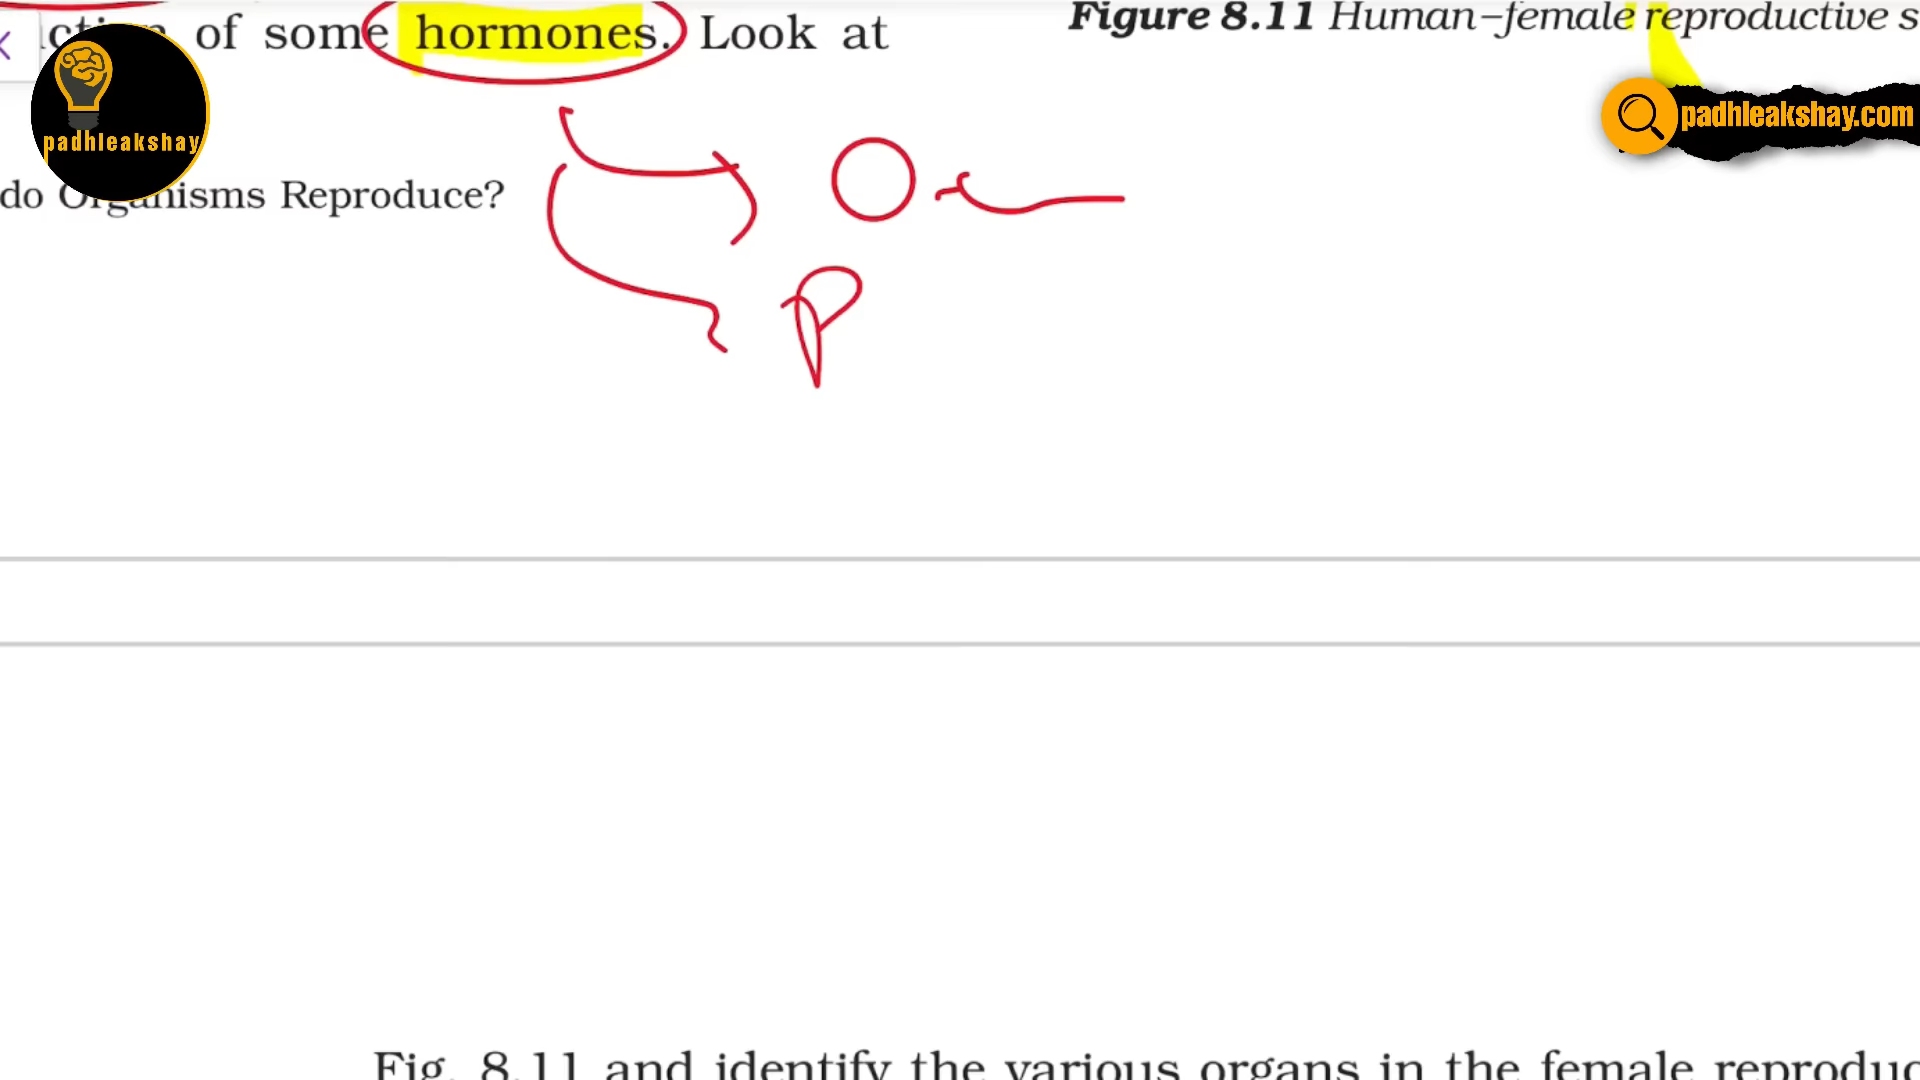 of some hormones. Look at
Figure 8.11 Human–female reproductive s
padhleakshay
padhleakshay.com
do Organisms Reproduce?
O
P
Fig. 8.11 and identify the various organs in the female reproduc